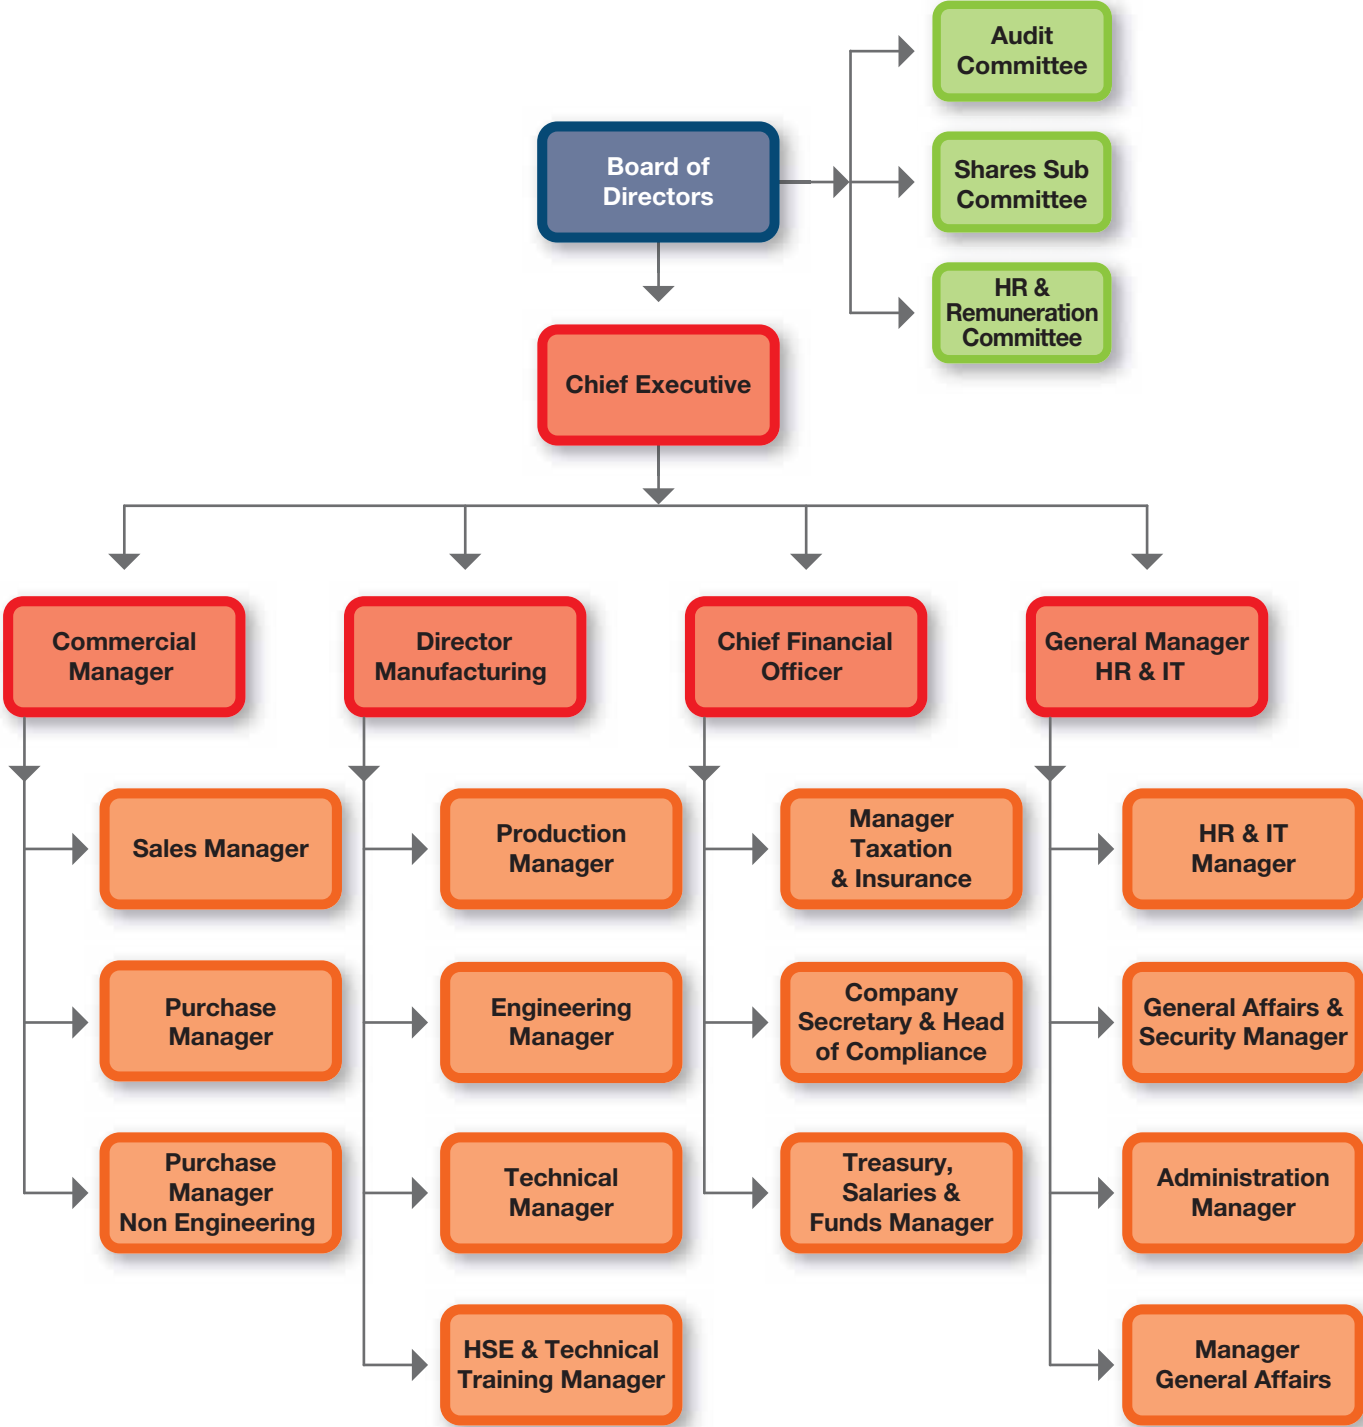 Audit
Committee
Board of
Directors
Shares Sub
Committee
HR &
Remuneration
Committee
Chief Executive
Commercial
Manager
Director
Manufacturing
Chief Financial
Officer
General Manager
HR & IT
Sales Manager
Production
Manager
Manager
Taxation
& Insurance
HR & IT
Manager
Purchase
Manager
Engineering
Manager
Company
Secretary & Head
of Compliance
General Affairs &
Security Manager
Purchase
Manager
Non Engineering
Technical
Manager
Treasury,
Salaries &
Funds Manager
Administration
Manager
HSE & Technical
Training Manager
Manager
General Affairs